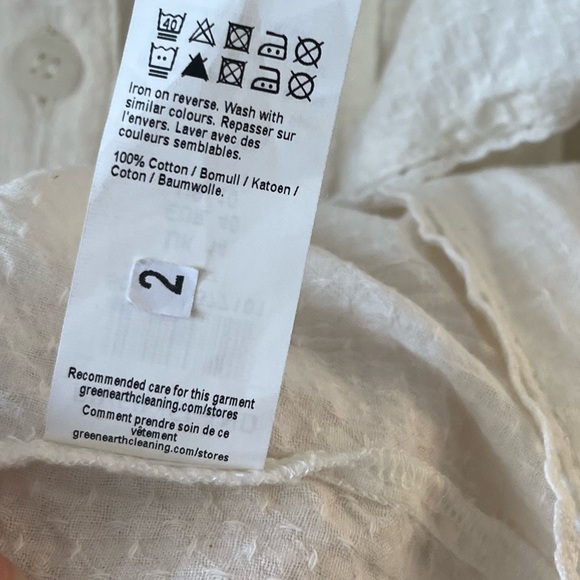 40
Iron on reverse. Wash with
similar colours. Repasser sur
l'envers. Laver avec des
couleurs semblables.
100% Cotton / Bomull / Katoen /
Coton / Baumwolle.
2
Recommended care for this garment
greenearthcleaning.com/stores
Comment prendre soin de ce
vêtement
greenearthcleaning.com/stores